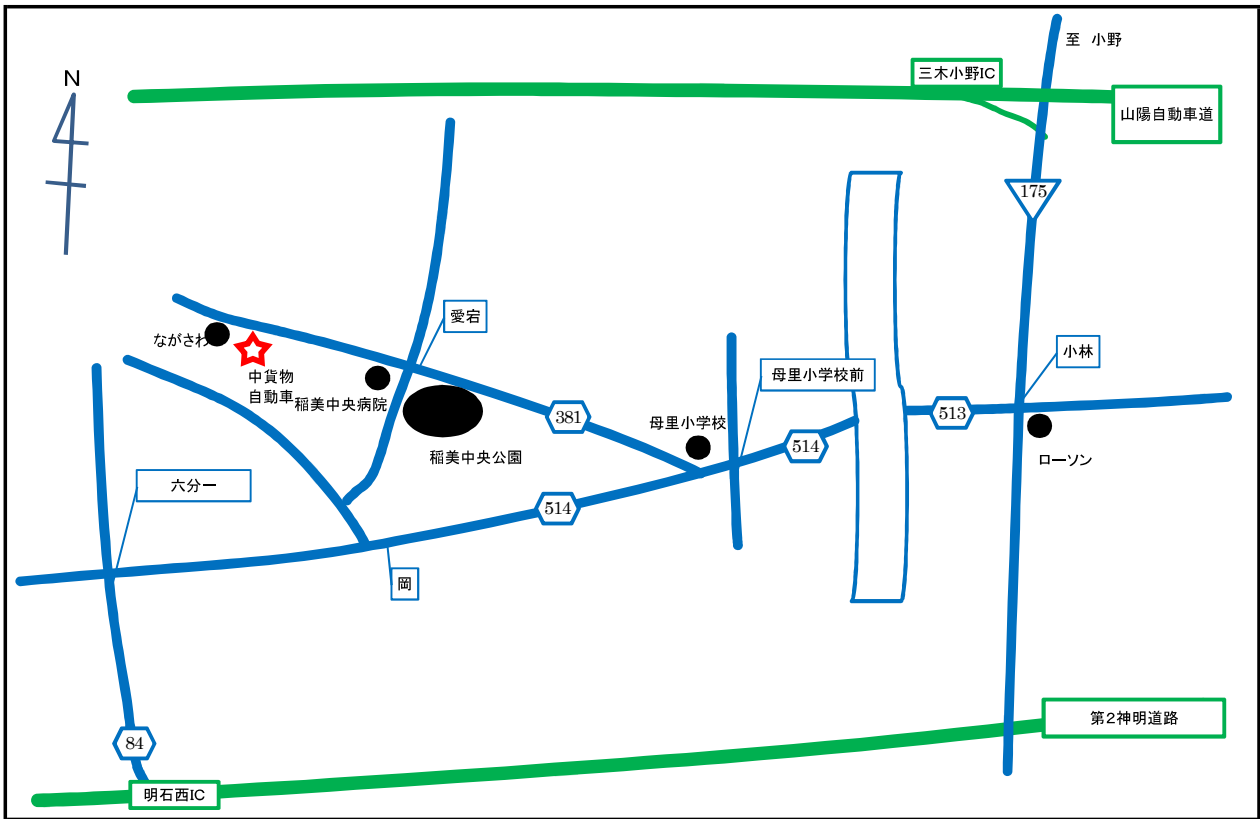 至 小野
三木小野IC
N
山陽自動車道
175
愛宕
ながさわ
小林
中貨物
自動車
母里小学校前
稲美中央病院
381
513
母里小学校
514
稲美中央公園
ローソン
六分一
514
岡
第2神明道路
84
明石西IC